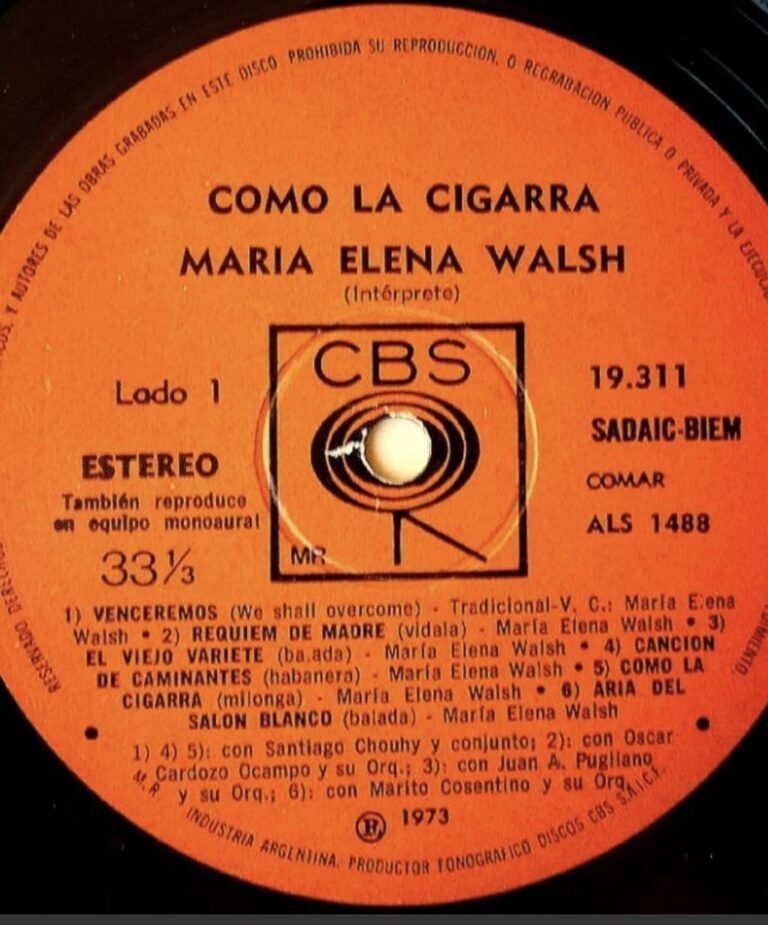 RESERVADO DERECHOS
COS. Y AUTORES DE LAS OBRAS GRABADAS EN ESTE DISCO PROHIBIDA SU REPRODUCCION, O REGRABACION PUBLICA O PRIVADA Y LA EJECUCION
COMO LA CIGARRA
MARIA ELENA WALSH
(Intérprete)
CBS
Lado 1
19.311
SADAIC-BIEM
ESTEREO
COMAR
También reproduce
en equipo monoaural
ALS 1488
33⅓
MR
1) VENCEREMOS (We shall overcome) - Tradicional-V. C.: María Elena
Walsh • 2) REQUIEM DE MADRE (vidala) - María Elena Walsh • 3)
EL VIEJO VARIETE (balada) - María Elena Walsh • 4) CANCION
DE CAMINANTES (habanera) - María Elena Walsh • 5) COMO LA
CIGARRA (milonga) - María Elena Walsh • 6) ARIA DEL
SALON BLANCO (balada) - María Elena Walsh
1) 4) 5): con Santiago Chouhy y conjunto; 2): con Oscar
Cardozo Ocampo y su Orq.; 3): con Juan A. Pugliano
y su Orq.; 6): con Marito Cosentino y su Orq.
Ⓟ 1973
M.R. INDUSTRIA ARGENTINA. PRODUCTOR FONOGRAFICO DISCOS CBS S.A.I.C.F.